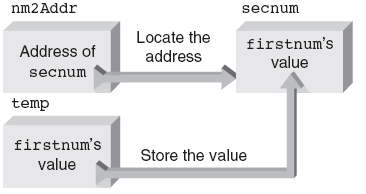 nm2Addr
secnum
Address of
secnum
Locate the
address
firstnum's
value
temp
firstnum's
value
Store the value